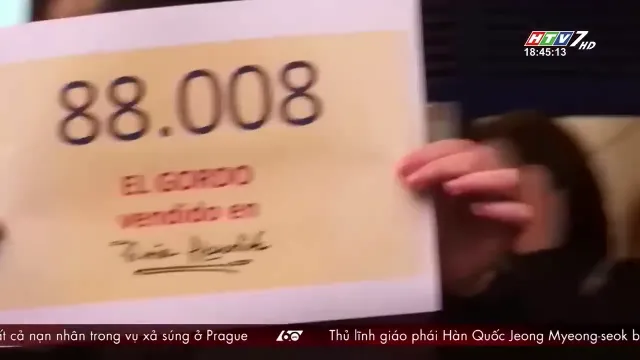 HTV7 HD
18:45:13
88.008
EL GORDO
vendido en
ất cả nạn nhân trong vụ xả súng ở Prague
60
Thủ lĩnh giáo phái Hàn Quốc Jeong Myeong-seok b